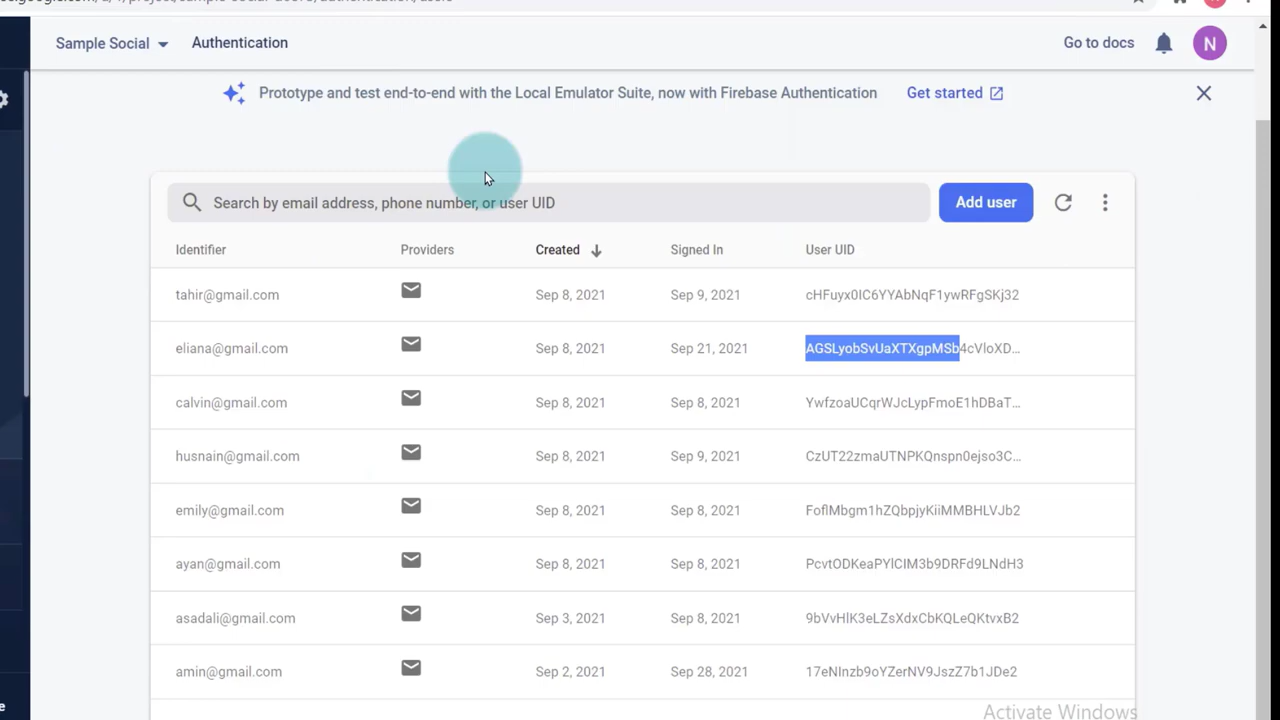 Sample Social Authentication Go to docs N
Prototype and test end-to-end with the Local Emulator Suite, now with Firebase Authentication Get started
Search by email address, phone number, or user UID Add user
Identifier Providers Created Signed In User UID
tahir@gmail.com Sep 8, 2021 Sep 9, 2021 cHFuyx0IC6YYAbNqF1ywRFgSKj32
eliana@gmail.com Sep 8, 2021 Sep 21, 2021 AGSLyobSvUaXTXgpMSb4cVloXD...
calvin@gmail.com Sep 8, 2021 Sep 8, 2021 YwfzoaUCqrWJcLypFmoE1hDBaT...
husnain@gmail.com Sep 8, 2021 Sep 9, 2021 CzUT22zmaUTNPKQnspn0ejso3C...
emily@gmail.com Sep 8, 2021 Sep 8, 2021 FoflMbgm1hZQbpjyKiiMMBHLVJb2
ayan@gmail.com Sep 8, 2021 Sep 8, 2021 PcvtODKeaPYlCIM3b9DRFd9LNdH3
asadali@gmail.com Sep 3, 2021 Sep 8, 2021 9bVvHlK3eLZsXdxCbKQLeQKtvxB2
amin@gmail.com Sep 2, 2021 Sep 28, 2021 17eNInzb9oYZerNV9JszZ7b1JDe2
Activate Windows